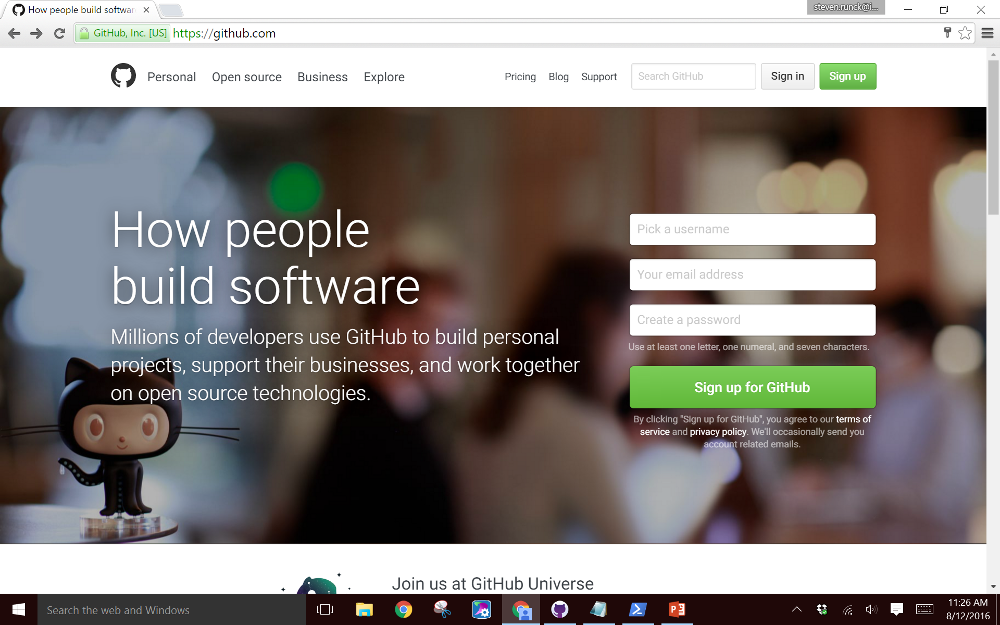 How people build softwar
steven.runck@i...
GitHub, Inc. [US] https://github.com
Personal Open source Business Explore Pricing Blog Support Search GitHub Sign in Sign up
How people
build software
Millions of developers use GitHub to build personal
projects, support their businesses, and work together
on open source technologies.
Pick a username
Your email address
Create a password
Use at least one letter, one numeral, and seven characters.
Sign up for GitHub
By clicking "Sign up for GitHub", you agree to our terms of
service and privacy policy. We'll occasionally send you
account related emails.
Join us at GitHub Universe
Search the web and Windows
11:26 AM
8/12/2016